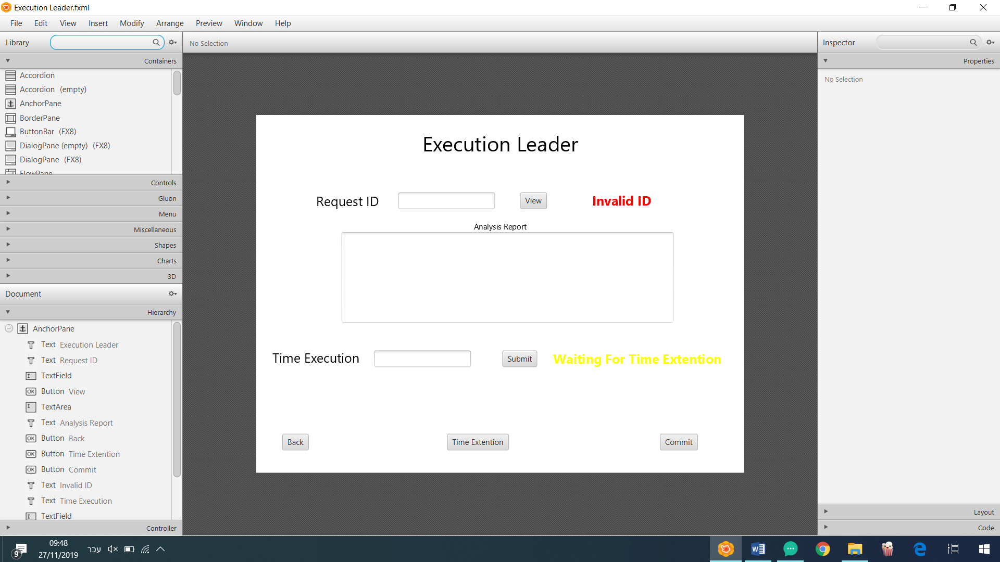 Execution Leader.fxml
File Edit View Insert Modify Arrange Preview Window Help
Library
No Selection
Inspector
Containers
Properties
Accordion
Accordion (empty)
AnchorPane
BorderPane
ButtonBar (FX8)
DialogPane (empty) (FX8)
DialogPane (FX8)
FlowPane
Controls
Gluon
Menu
Miscellaneous
Shapes
Charts
3D
Document
Hierarchy
AnchorPane
Text Execution Leader
Text Request ID
TextField
Button View
TextArea
Text Analysis Report
Button Back
Button Time Extention
Button Commit
Text Invalid ID
Text Time Execution
TextField
Controller
Execution Leader
Request ID View Invalid ID
Analysis Report
Time Execution Submit Waiting For Time Extention
Back Time Extention Commit
No Selection
Layout
Code
9
09:48
27/11/2019
עבר